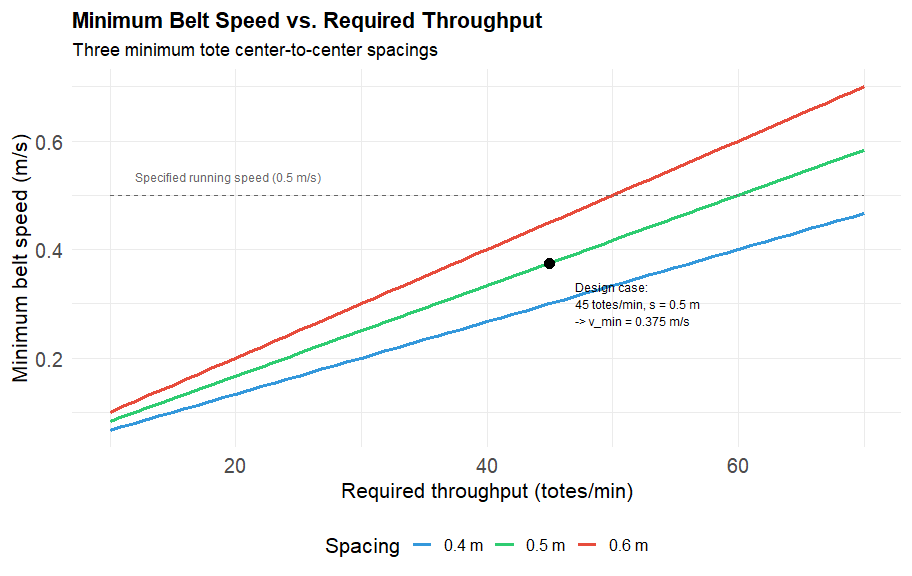 Minimum Belt Speed vs. Required Throughput
Three minimum tote center-to-center spacings
Minimum belt speed (m/s)
0.6
0.4
0.2
Specified running speed (0.5 m/s)
Design case:
45 totes/min, s = 0.5 m
-> v_min = 0.375 m/s
20
40
60
Required throughput (totes/min)
Spacing
0.4 m
0.5 m
0.6 m